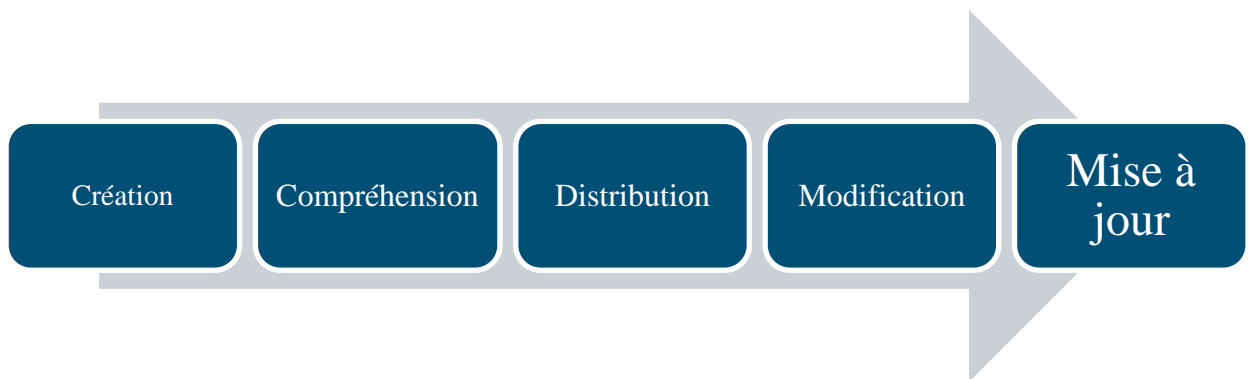 Création
Compréhension
Distribution
Modification
Mise à
jour